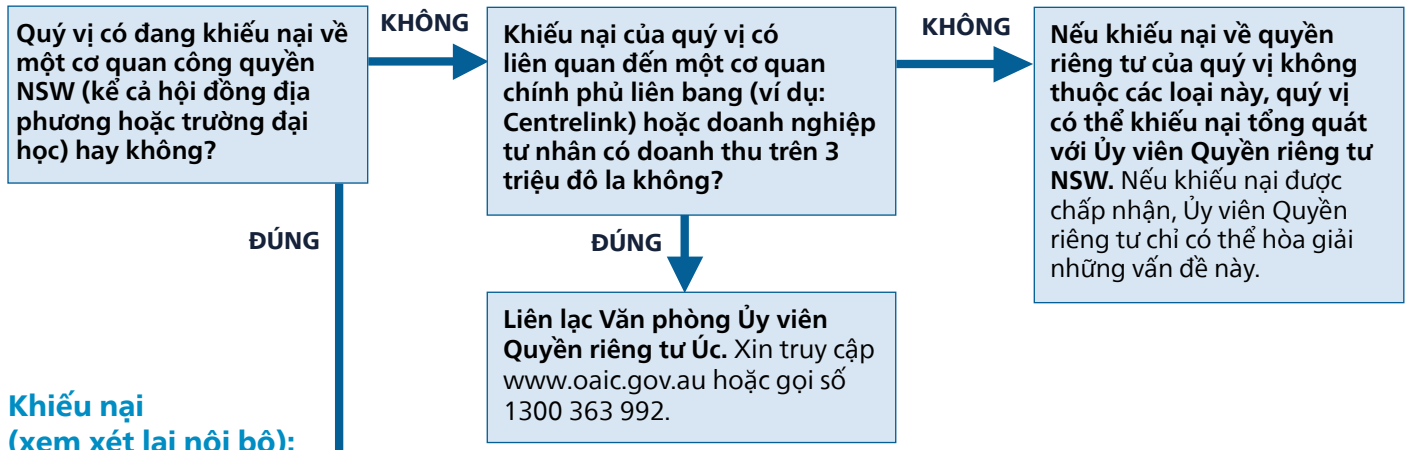 Quý vị có đang khiếu nại về
một cơ quan công quyền
NSW (kể cả hội đồng địa
phương hoặc trường đại
học) hay không?
KHÔNG
Khiếu nại của quý vị có
liên quan đến một cơ quan
chính phủ liên bang (ví dụ:
Centrelink) hoặc doanh nghiệp
tư nhân có doanh thu trên 3
triệu đô la không?
KHÔNG
Nếu khiếu nại về quyền
riêng tư của quý vị không
thuộc các loại này, quý vị
có thể khiếu nại tổng quát
với Ủy viên Quyền riêng tư
NSW. Nếu khiếu nại được
chấp nhận, Ủy viên Quyền
riêng tư chỉ có thể hòa giải
những vấn đề này.
ĐÚNG
ĐÚNG
Liên lạc Văn phòng Ủy viên
Quyền riêng tư Úc. Xin truy cập
www.oaic.gov.au hoặc gọi số
1300 363 992.
Khiếu nại
(xem xét lại nội bộ):